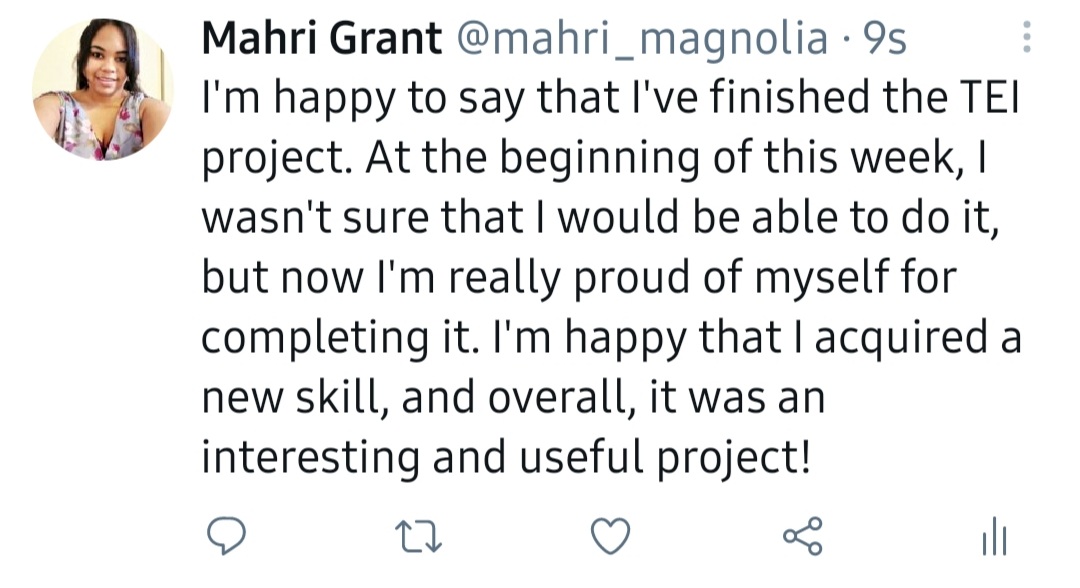 Mahri Grant @mahri_magnolia · 9s
I'm happy to say that I've finished the TEI
project. At the beginning of this week, I
wasn't sure that I would be able to do it,
but now I'm really proud of myself for
completing it. I'm happy that I acquired a
new skill, and overall, it was an
interesting and useful project!